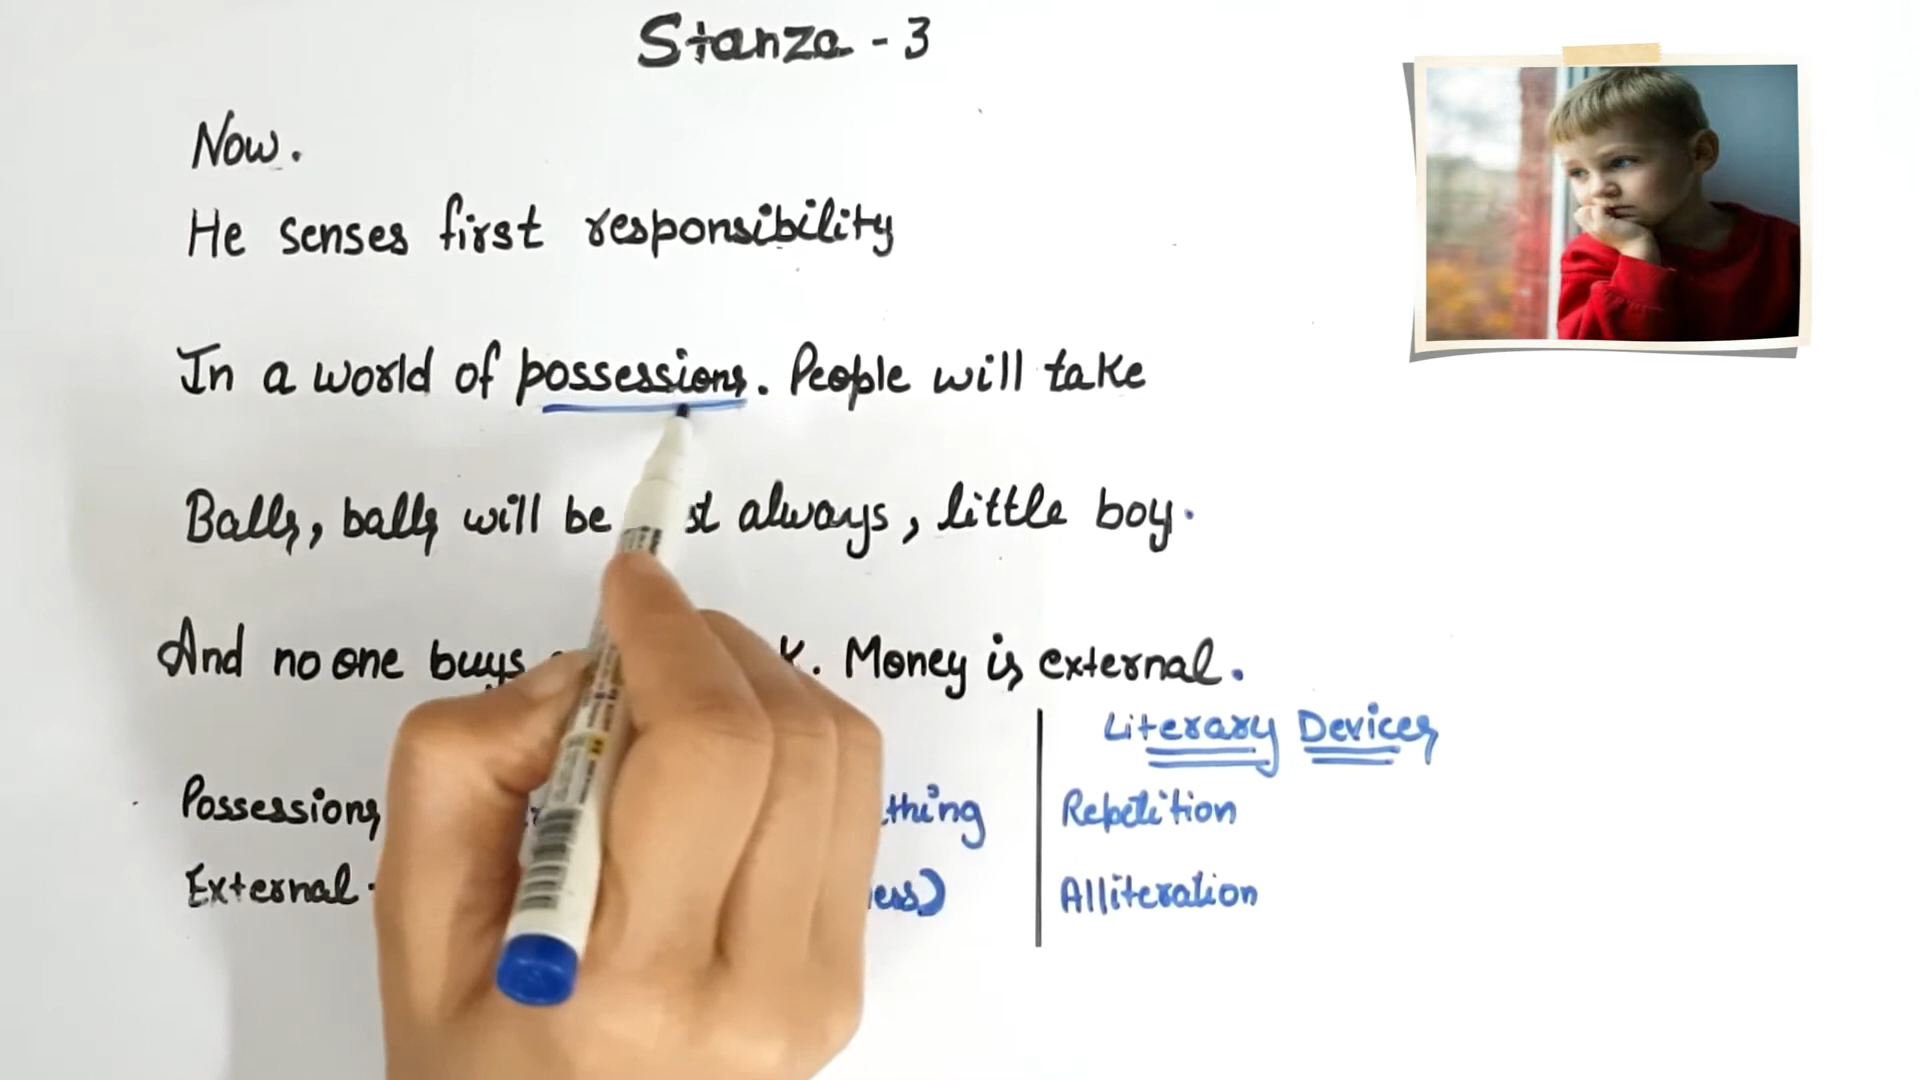 Stanza - 3
Now.
He senses first responsibility
In a world of possessions. People will take
Balls, balls will be always, little boy.
And no one buys . Money is external.
Literary Devices
Possessions thing
Repetition
External -
Alliteration